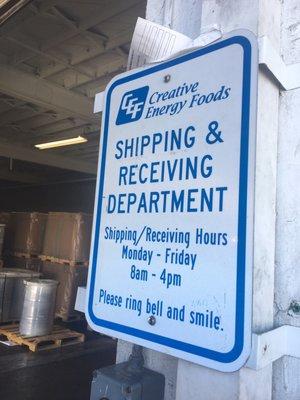 CEF
Creative
Energy Foods
SHIPPING &
RECEIVING
DEPARTMENT
Shipping/Receiving Hours
Monday - Friday
8am - 4pm
Please ring bell and smile.